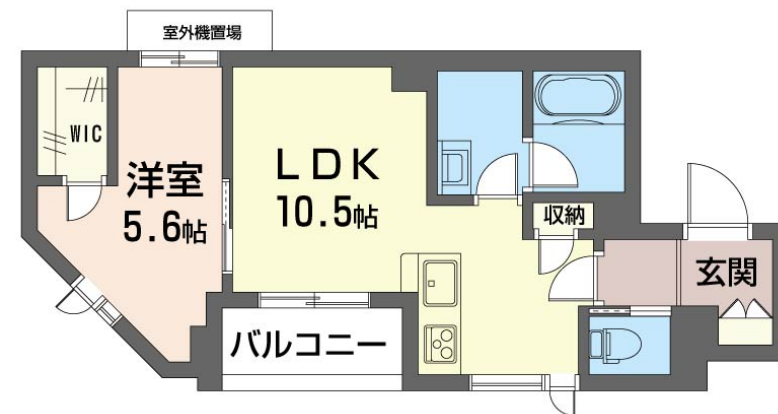 室外機置場
WIC
洋室
5.6帖
LDK
10.5帖
収納
玄関
バルコニー